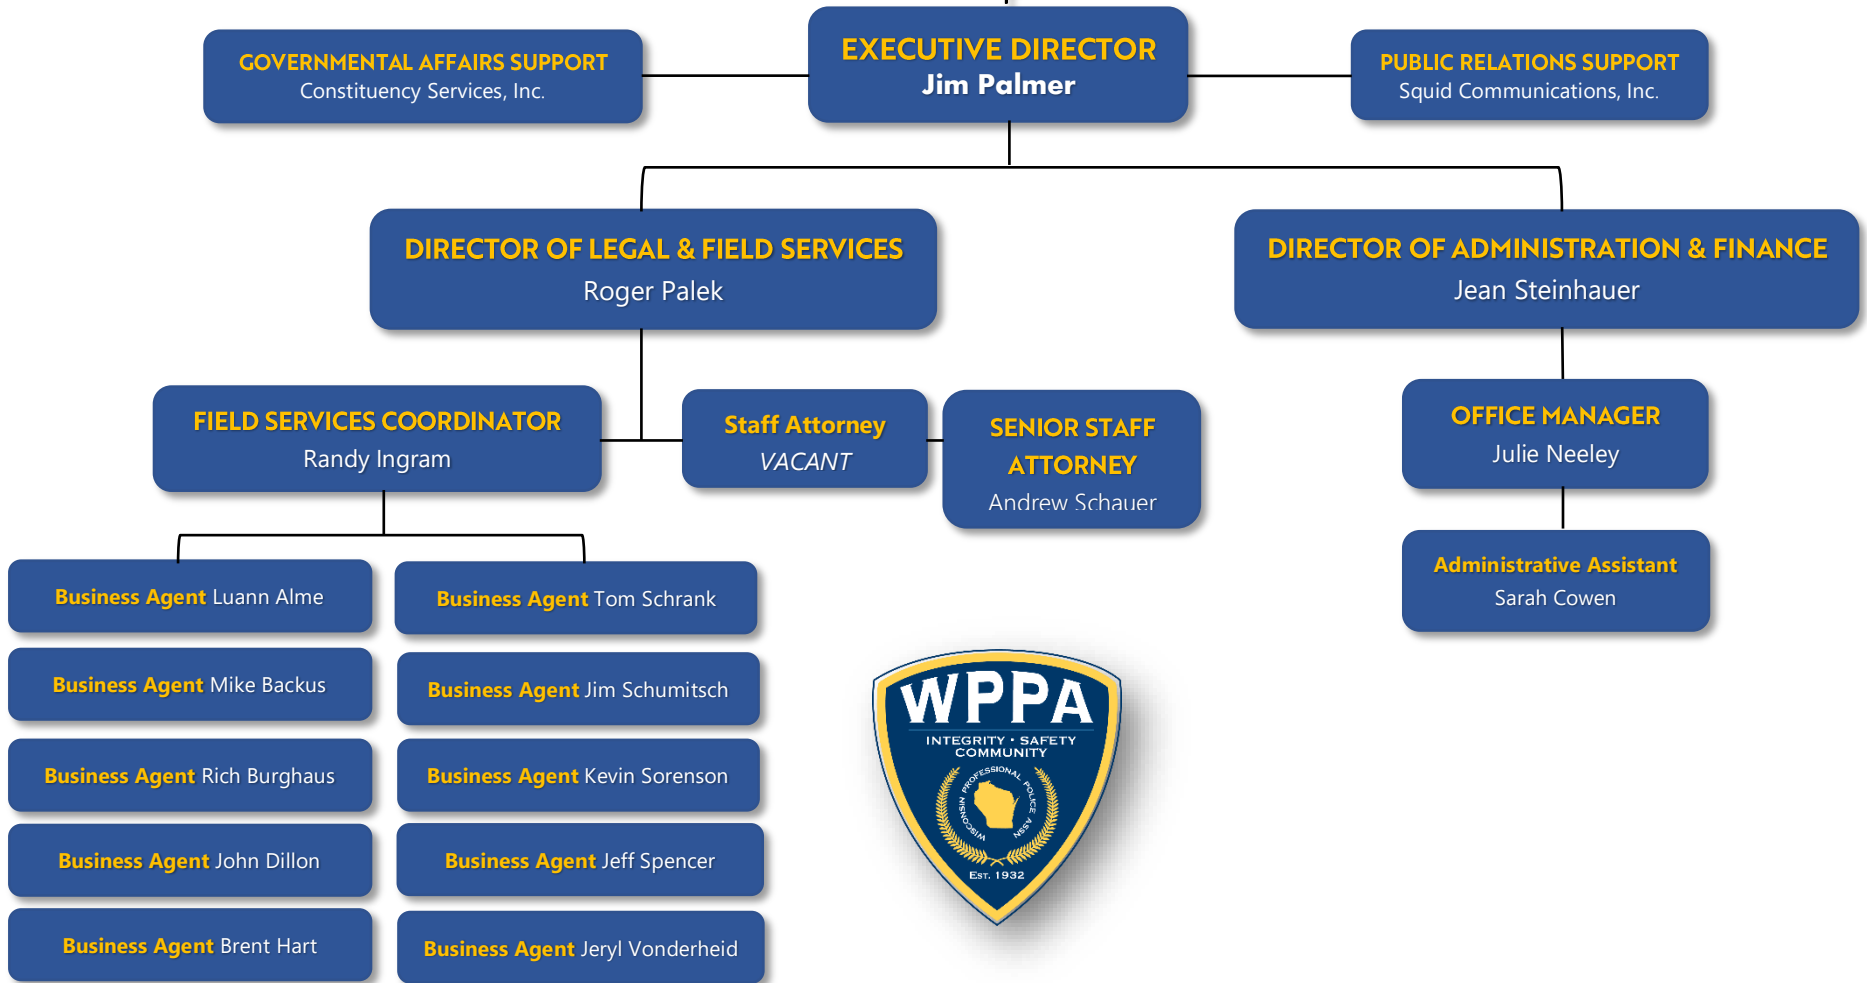 EXECUTIVE DIRECTOR
Jim Palmer
GOVERNMENTAL AFFAIRS SUPPORT
Constituency Services, Inc.
PUBLIC RELATIONS SUPPORT
Squid Communications, Inc.
DIRECTOR OF LEGAL & FIELD SERVICES
Roger Palek
DIRECTOR OF ADMINISTRATION & FINANCE
Jean Steinhauer
FIELD SERVICES COORDINATOR
Randy Ingram
Staff Attorney
VACANT
SENIOR STAFF
ATTORNEY
Andrew Schauer
OFFICE MANAGER
Julie Neeley
Administrative Assistant
Sarah Cowen
Business Agent Luann Alme
Business Agent Tom Schrank
Business Agent Mike Backus
Business Agent Jim Schumitsch
Business Agent Rich Burghaus
Business Agent Kevin Sorenson
Business Agent John Dillon
Business Agent Jeff Spencer
Business Agent Brent Hart
Business Agent Jeryl Vonderheid
WPPA
INTEGRITY • SAFETY
COMMUNITY
WISCONSIN PROFESSIONAL POLICE ASSN
EST. 1932